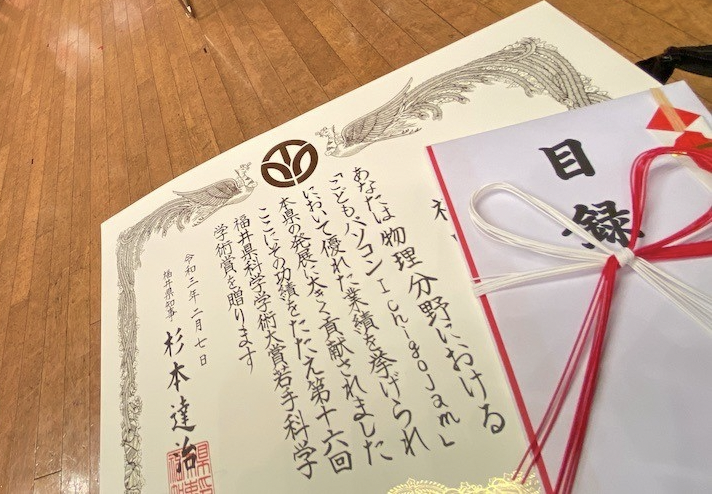 目録
あなたは物理分野における
「こどもパソコンIchigoJam」
において優れた業績を挙げられ
本県の発展に大きく貢献されました
ここにその功績をたたえ第十六回
福井県科学学術大賞若手科学
学術賞を贈ります
令和三年二月七日
福井県知事 杉本達治